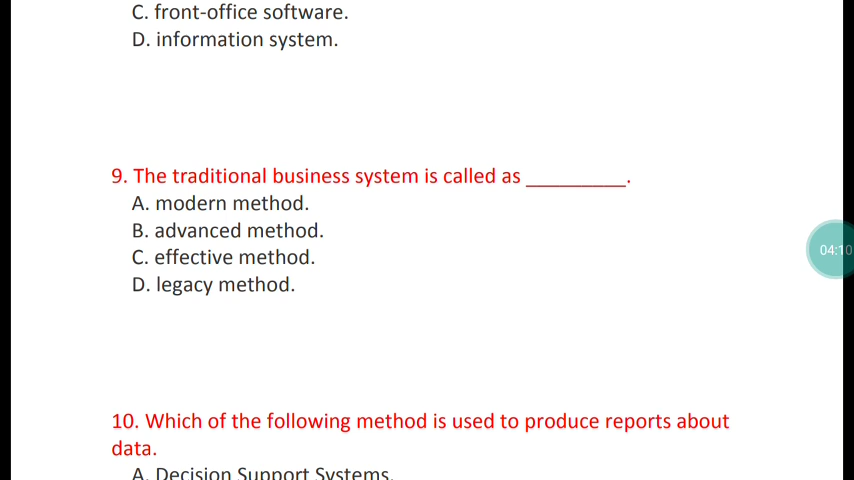 C. front-office software.
D. information system.
9. The traditional business system is called as _________.
A. modern method.
B. advanced method.
C. effective method.
D. legacy method.
04:10
10. Which of the following method is used to produce reports about
data.
A. Decision Support Systems.